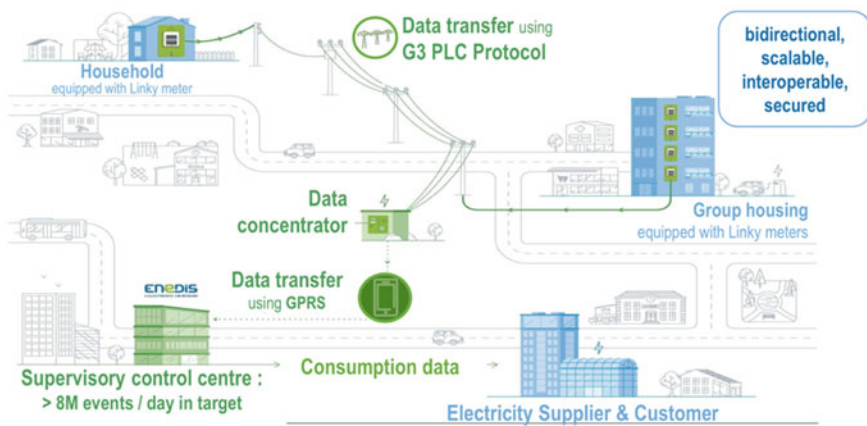 Data transfer using
G3 PLC Protocol
bidirectional,
scalable,
interoperable,
secured
Household
equipped with Linky meter
Data
concentrator
Group housing
equipped with Linky meters
enedis
Data transfer
using GPRS
Supervisory control centre :
> 8M events / day in target
Consumption data
Electricity Supplier & Customer